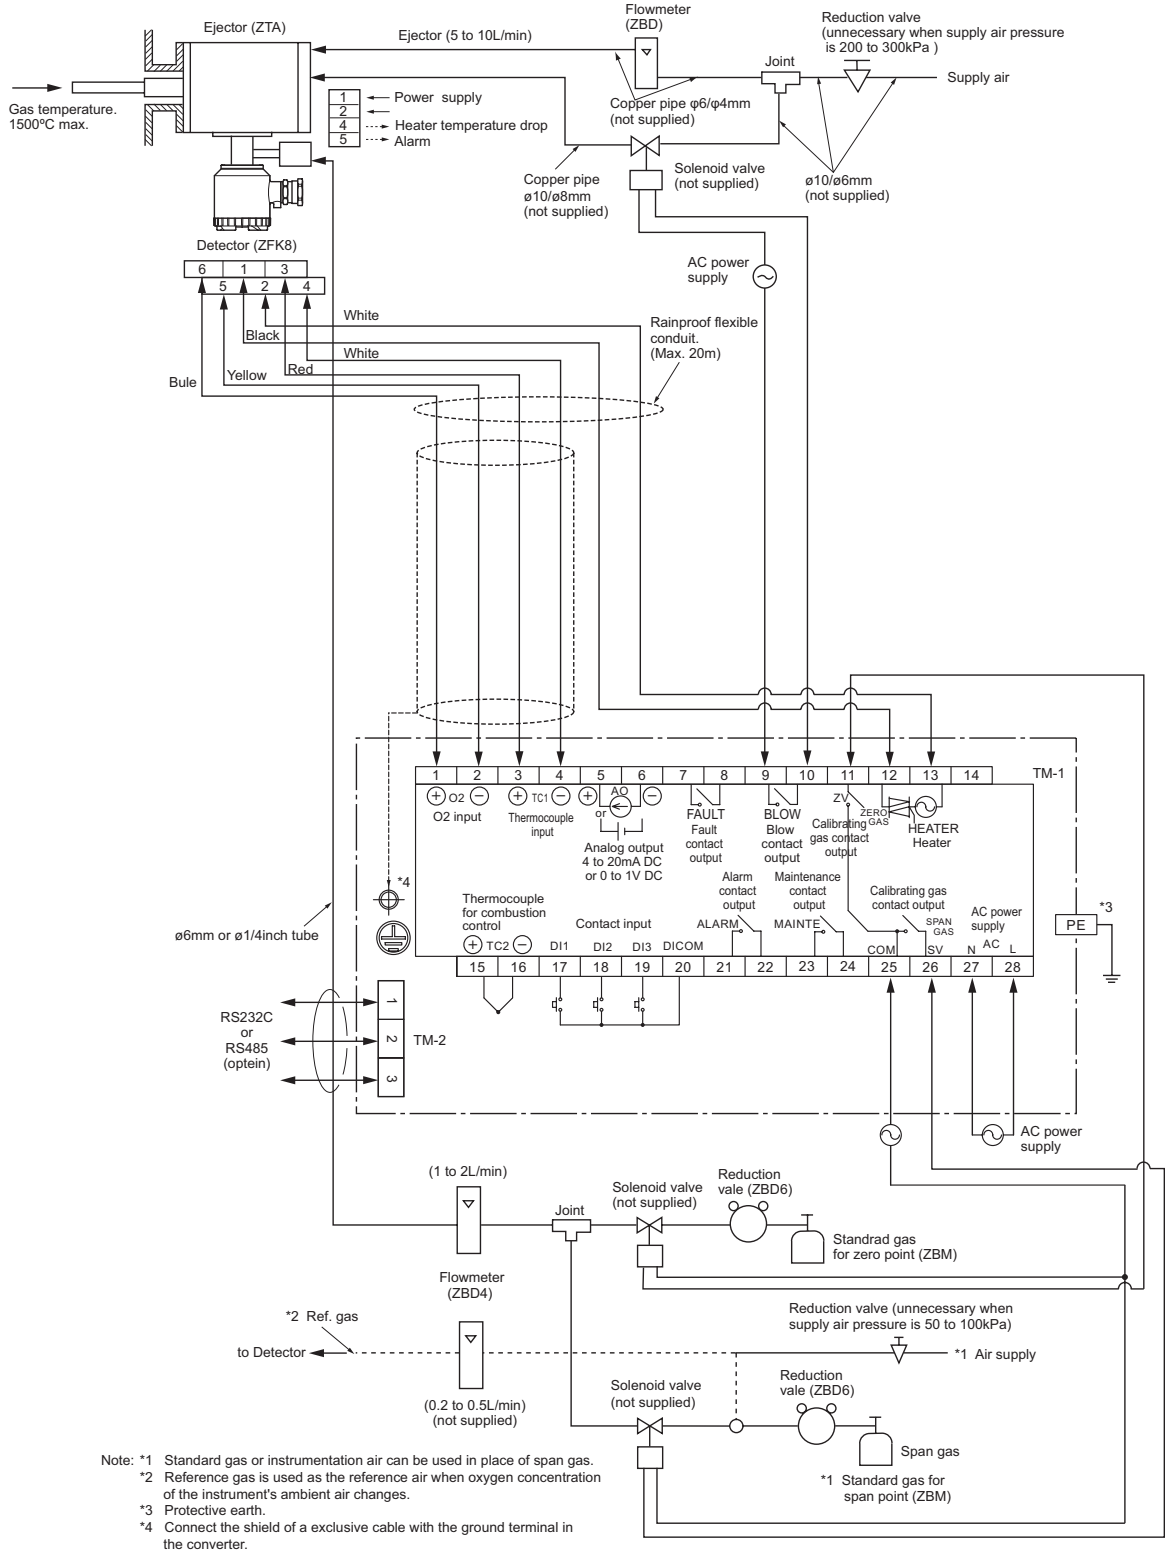 Flowmeter
(ZBD)
Reduction valve
(unnecessary when supply air pressure
is 200 to 300kPa )
Ejector (ZTA)
Ejector (5 to 10L/min)
Joint
Supply air
Gas temperature.
1500ºC max.
1
2
4
5
Power supply
Heater temperature drop
Alarm
Copper pipe φ6/φ4mm
(not supplied)
Copper pipe
ø10/ø8mm
(not supplied)
Solenoid valve
(not supplied)
ø10/ø6mm
(not supplied)
Detector (ZFK8)
6 1 3
5 2 4
AC power
supply
White
Black
White
Red
Yellow
Bule
Rainproof flexible
conduit.
(Max. 20m)
1 2 3 4 5 6 7 8 9 10 11 12 13 14
TM-1
+ O2 −
O2 input
+ TC1 −
Thermocouple
input
+ AO −
or
Analog output
4 to 20mA DC
or 0 to 1V DC
FAULT
Fault
contact
output
BLOW
Blow
contact
output
ZV
ZERO
GAS
Calibrating
gas contact
output
HEATER
Heater
*4
Thermocouple
for combustion
control
+ TC2 −
Contact input
DI1 DI2 DI3 DICOM
Alarm
contact
output
ALARM
Maintenance
contact
output
MAINTE
Calibrating gas
contact output
SPAN
GAS
COM
SV
AC power
supply
N AC L
*3
PE
15 16 17 18 19 20 21 22 23 24 25 26 27 28
ø6mm or ø1/4inch tube
RS232C
or
RS485
(optein)
1
2
3
TM-2
AC power
supply
(1 to 2L/min)
Flowmeter
(ZBD4)
Joint
Solenoid valve
(not supplied)
Reduction
vale (ZBD6)
Standrad gas
for zero point (ZBM)
*2 Ref. gas
to Detector
(0.2 to 0.5L/min)
(not supplied)
Reduction valve (unnecessary when
supply air pressure is 50 to 100kPa)
*1 Air supply
Solenoid valve
(not supplied)
Reduction
vale (ZBD6)
Span gas
*1 Standard gas for
span point (ZBM)
Note: *1 Standard gas or instrumentation air can be used in place of span gas.
*2 Reference gas is used as the reference air when oxygen concentration
of the instrument's ambient air changes.
*3 Protective earth.
*4 Connect the shield of a exclusive cable with the ground terminal in
the converter.